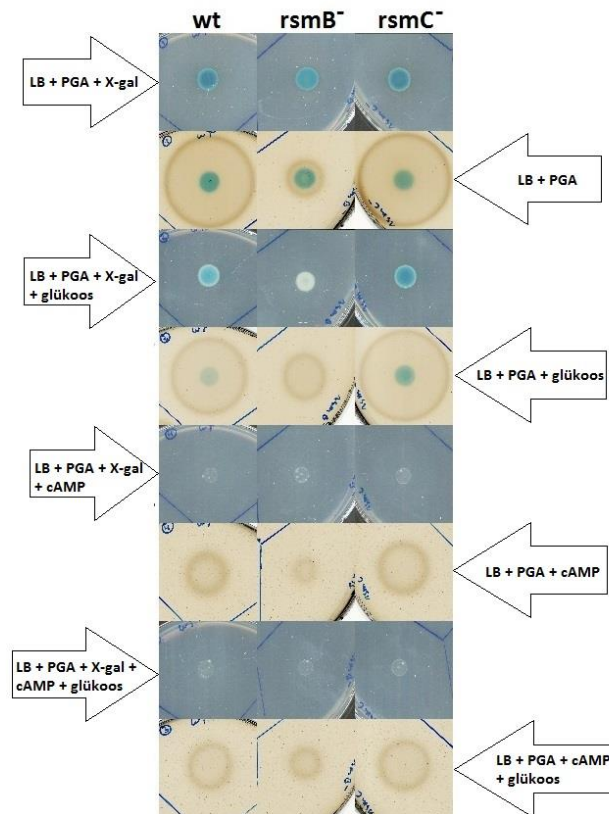 wt rsmB⁻ rsmC⁻
LB + PGA + X-gal
LB + PGA
LB + PGA + X-gal
+ glükoos
LB + PGA + glükoos
LB + PGA + X-gal
+ cAMP
LB + PGA + cAMP
LB + PGA + X-gal +
cAMP + glükoos
LB + PGA + cAMP
+ glükoos